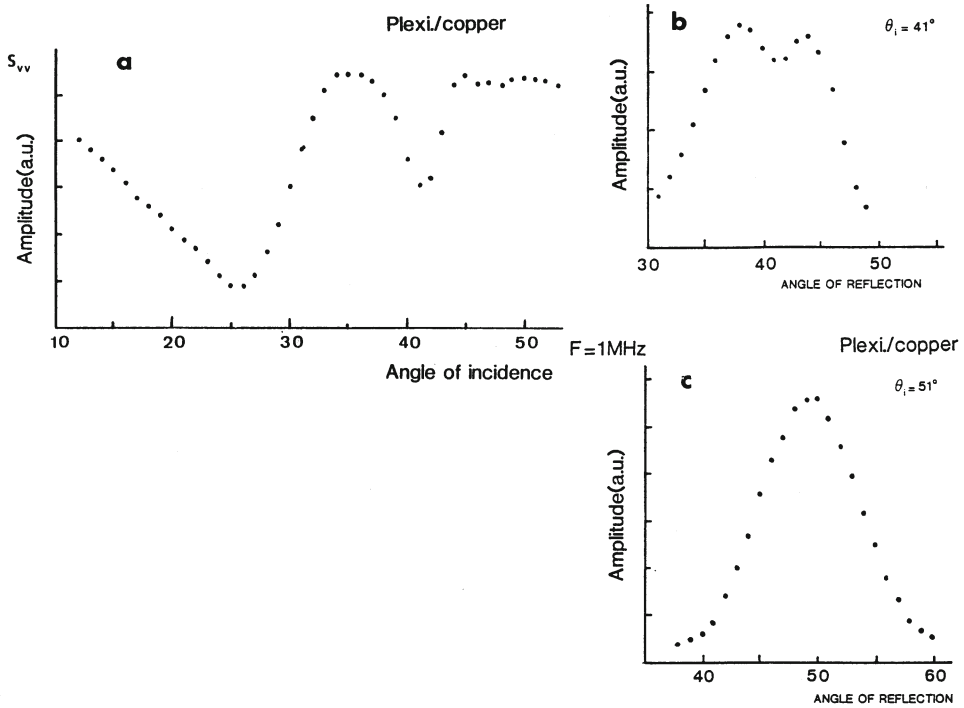 Plexi./copper
a
S_vv
Amplitude(a.u.)
10 20 30 40 50
Angle of incidence
b
θ_i = 41°
Amplitude(a.u.)
30 40 50
ANGLE OF REFLECTION
F=1MHz
Plexi./copper
c
θ_i = 51°
Amplitude(a.u.)
40 50 60
ANGLE OF REFLECTION